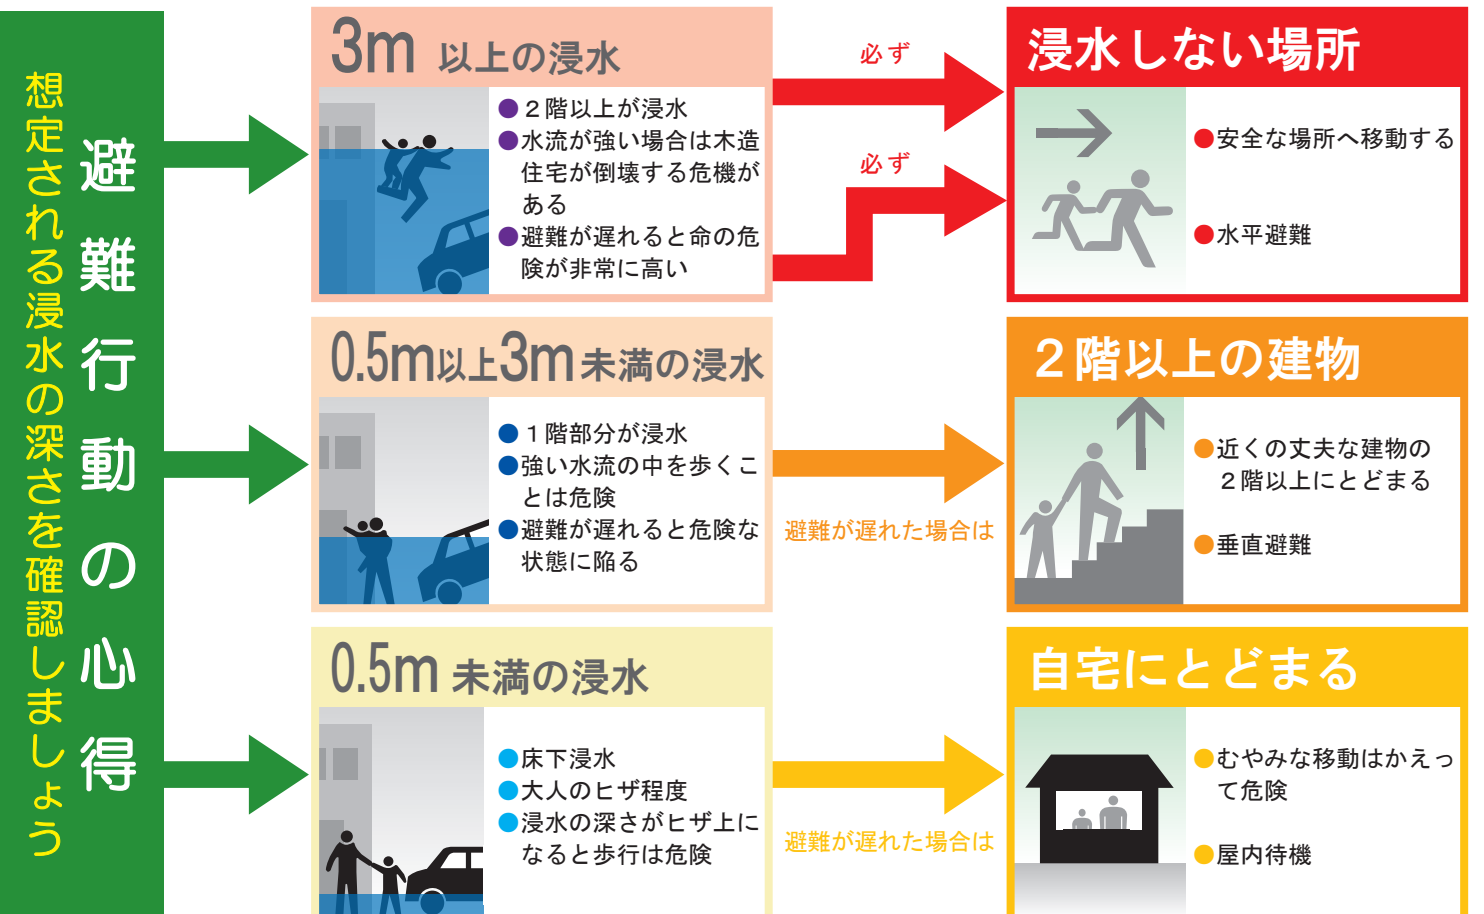 避難行動の心得
想定される浸水の深さを確認しましょう
3m 以上の浸水
●２階以上が浸水
●水流が強い場合は木造
住宅が倒壊する危機が
ある
●避難が遅れると命の危
険が非常に高い
必ず
必ず
浸水しない場所
●安全な場所へ移動する
●水平避難
0.5m以上3m未満の浸水
●１階部分が浸水
●強い水流の中を歩くこ
とは危険
●避難が遅れると危険な
状態に陥る
避難が遅れた場合は
２階以上の建物
●近くの丈夫な建物の
２階以上にとどまる
●垂直避難
0.5m 未満の浸水
●床下浸水
●大人のヒザ程度
●浸水の深さがヒザ上に
なると歩行は危険
避難が遅れた場合は
自宅にとどまる
●むやみな移動はかえっ
て危険
●屋内待機